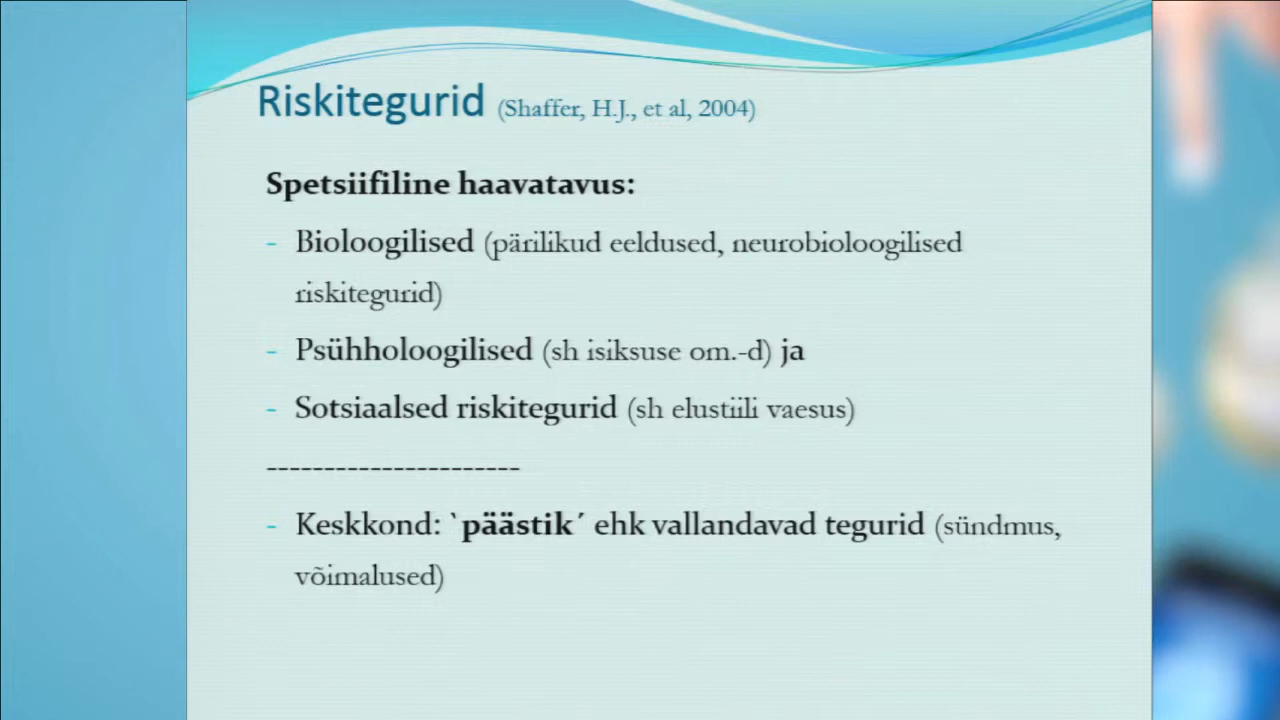 Riskitegurid (Shaffer, H.J., et al, 2004)
Spetsiifiline haavatavus:
- Bioloogilised (pärilikud eeldused, neurobioloogilised
riskitegurid)
- Psühholoogilised (sh isiksuse om.-d) ja
- Sotsiaalsed riskitegurid (sh elustiili vaesus)
----------------------
- Keskkond: `päästik´ ehk vallandavad tegurid (sündmus,
võimalused)